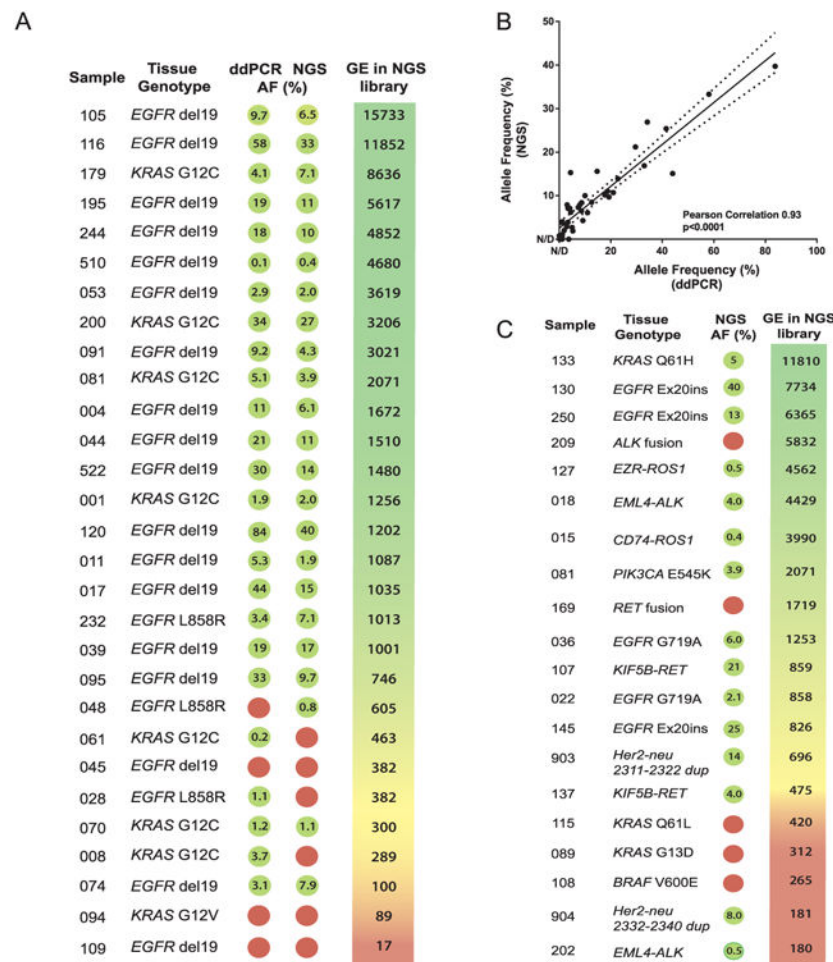 A
Sample Tissue Genotype ddPCR NGS AF (%) GE in NGS library
105 EGFR del19 9.7 6.5 15733
116 EGFR del19 58 33 11852
179 KRAS G12C 4.1 7.1 8636
195 EGFR del19 19 11 5617
244 EGFR del19 18 10 4852
510 EGFR del19 0.1 0.4 4680
053 EGFR del19 2.9 2.0 3619
200 KRAS G12C 34 27 3206
091 EGFR del19 9.2 4.3 3021
081 KRAS G12C 5.1 3.9 2071
004 EGFR del19 11 6.1 1672
044 EGFR del19 21 11 1510
522 EGFR del19 30 14 1480
001 KRAS G12C 1.9 2.0 1256
120 EGFR del19 84 40 1202
011 EGFR del19 5.3 1.9 1087
017 EGFR del19 44 15 1035
232 EGFR L858R 3.4 7.1 1013
039 EGFR del19 19 17 1001
095 EGFR del19 33 9.7 746
048 EGFR L858R 0.8 605
061 KRAS G12C 0.2 463
045 EGFR del19 382
028 EGFR L858R 1.1 382
070 KRAS G12C 1.2 1.1 300
008 KRAS G12C 3.7 289
074 EGFR del19 3.1 7.9 100
094 KRAS G12V 89
109 EGFR del19 17
B
Allele Frequency (%)
(NGS)
50
40
30
20
10
N/D
N/D 20 40 60 80 100
Pearson Correlation 0.93
p<0.0001
Allele Frequency (%)
(ddPCR)
C
Sample Tissue Genotype NGS AF (%) GE in NGS library
133 KRAS Q61H 5 11810
130 EGFR Ex20ins 40 7734
250 EGFR Ex20ins 13 6365
209 ALK fusion 5832
127 EZR-ROS1 0.5 4562
018 EML4-ALK 4.0 4429
015 CD74-ROS1 0.4 3990
081 PIK3CA E545K 3.9 2071
169 RET fusion 1719
036 EGFR G719A 6.0 1253
107 KIF5B-RET 21 859
022 EGFR G719A 2.1 858
145 EGFR Ex20ins 25 826
903 Her2-neu 2311-2322 dup 14 696
137 KIF5B-RET 4.0 475
115 KRAS Q61L 420
089 KRAS G13D 312
108 BRAF V600E 265
904 Her2-neu 2332-2340 dup 8.0 181
202 EML4-ALK 0.5 180